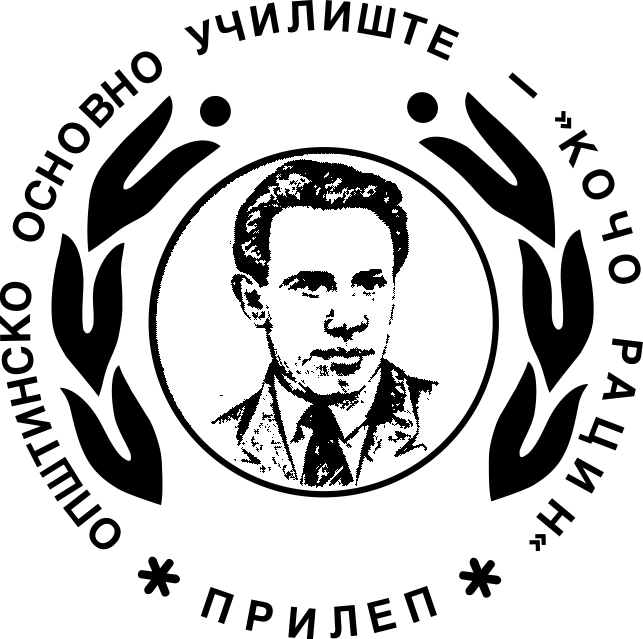 ОПШТИНСКО ОСНОВНО УЧИЛИШТЕ – »КОЧО РАЦИН»
* ПРИЛЕП *